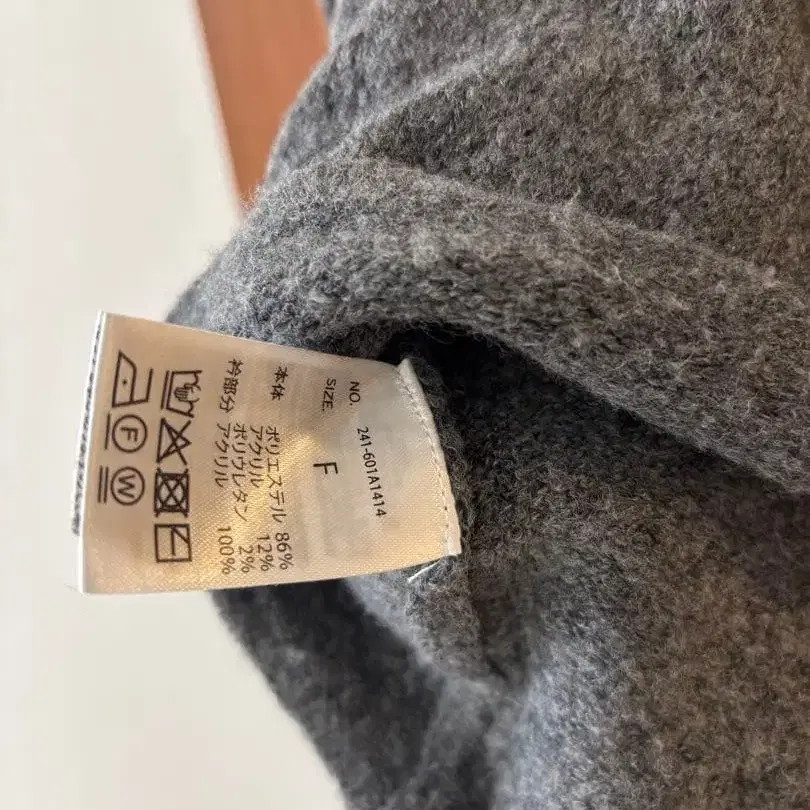 NO. 241-601A1414
SIZE. F
本体 ポリエステル 86%
アクリル 12%
ポリウレタン 2%
衿部分 アクリル 100%
F W